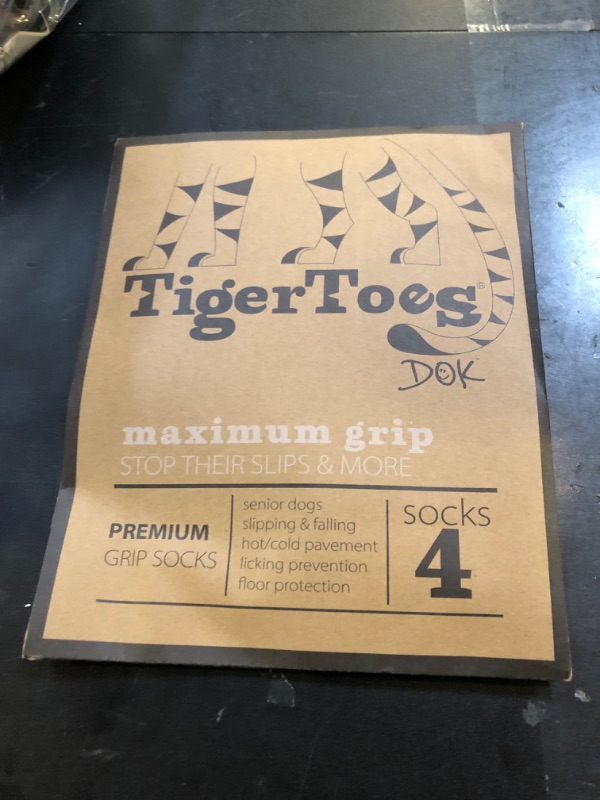 TigerToes®
DOK™
maximum grip
STOP THEIR SLIPS & MORE
PREMIUM
GRIP SOCKS
senior dogs
slipping & falling
hot/cold pavement
licking prevention
floor protection
socks
4